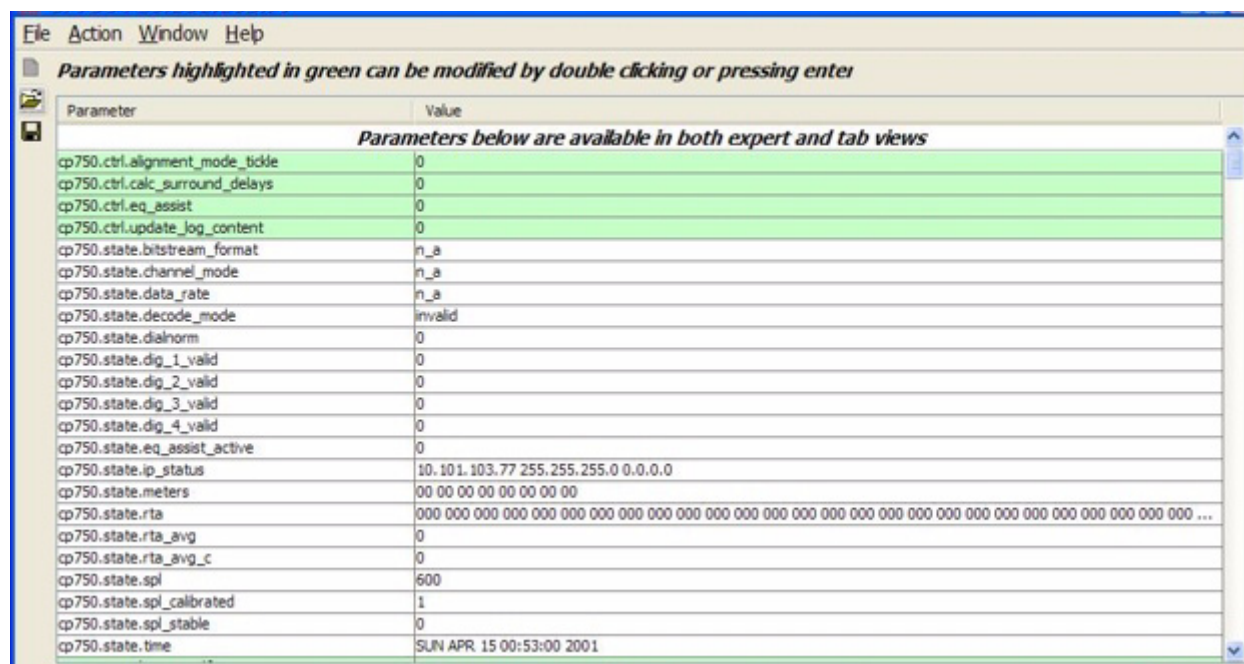 File Action Window Help
Parameters highlighted in green can be modified by double clicking or pressing enter
Parameter Value
Parameters below are available in both expert and tab views
cp750.ctrl.alignment_mode_tickle 0
cp750.ctrl.calc_surround_delays 0
cp750.ctrl.eq_assist 0
cp750.ctrl.update_log_content 0
cp750.state.bitstream_format n_a
cp750.state.channel_mode n_a
cp750.state.data_rate n_a
cp750.state.decode_mode invalid
cp750.state.dialnorm 0
cp750.state.dig_1_valid 0
cp750.state.dig_2_valid 0
cp750.state.dig_3_valid 0
cp750.state.dig_4_valid 0
cp750.state.eq_assist_active 0
cp750.state.ip_status 10.101.103.77 255.255.255.0 0.0.0.0
cp750.state.meters 00 00 00 00 00 00 00 00
cp750.state.rta 000 000 000 000 000 000 000 000 000 000 000 000 000 000 000 000 000 000 000 000 000 000 000 000 000 000 000 ...
cp750.state.rta_avg 0
cp750.state.rta_avg_c 0
cp750.state.spl 600
cp750.state.spl_calibrated 1
cp750.state.spl_stable 0
cp750.state.time SUN APR 15 00:53:00 2001